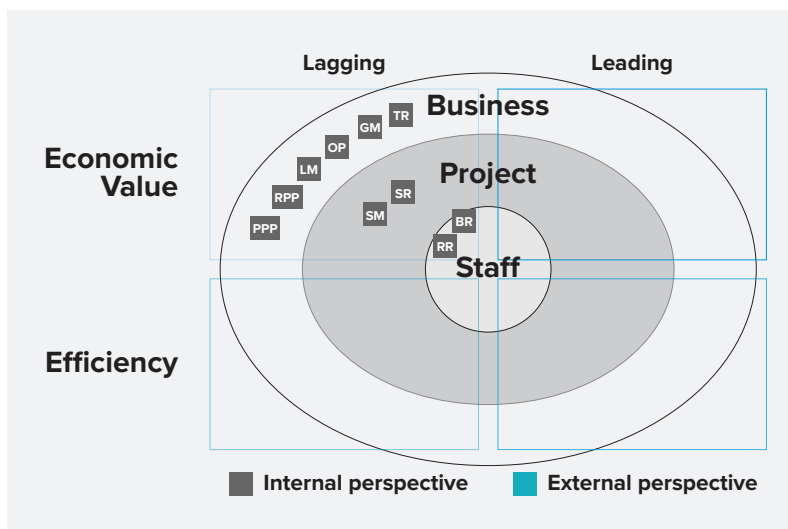 Lagging
Leading
Business
TR
GM
OP
LM
RPP
PPP
Economic
Value
Project
SR
SM
BR
RR
Staff
Efficiency
Internal perspective
External perspective